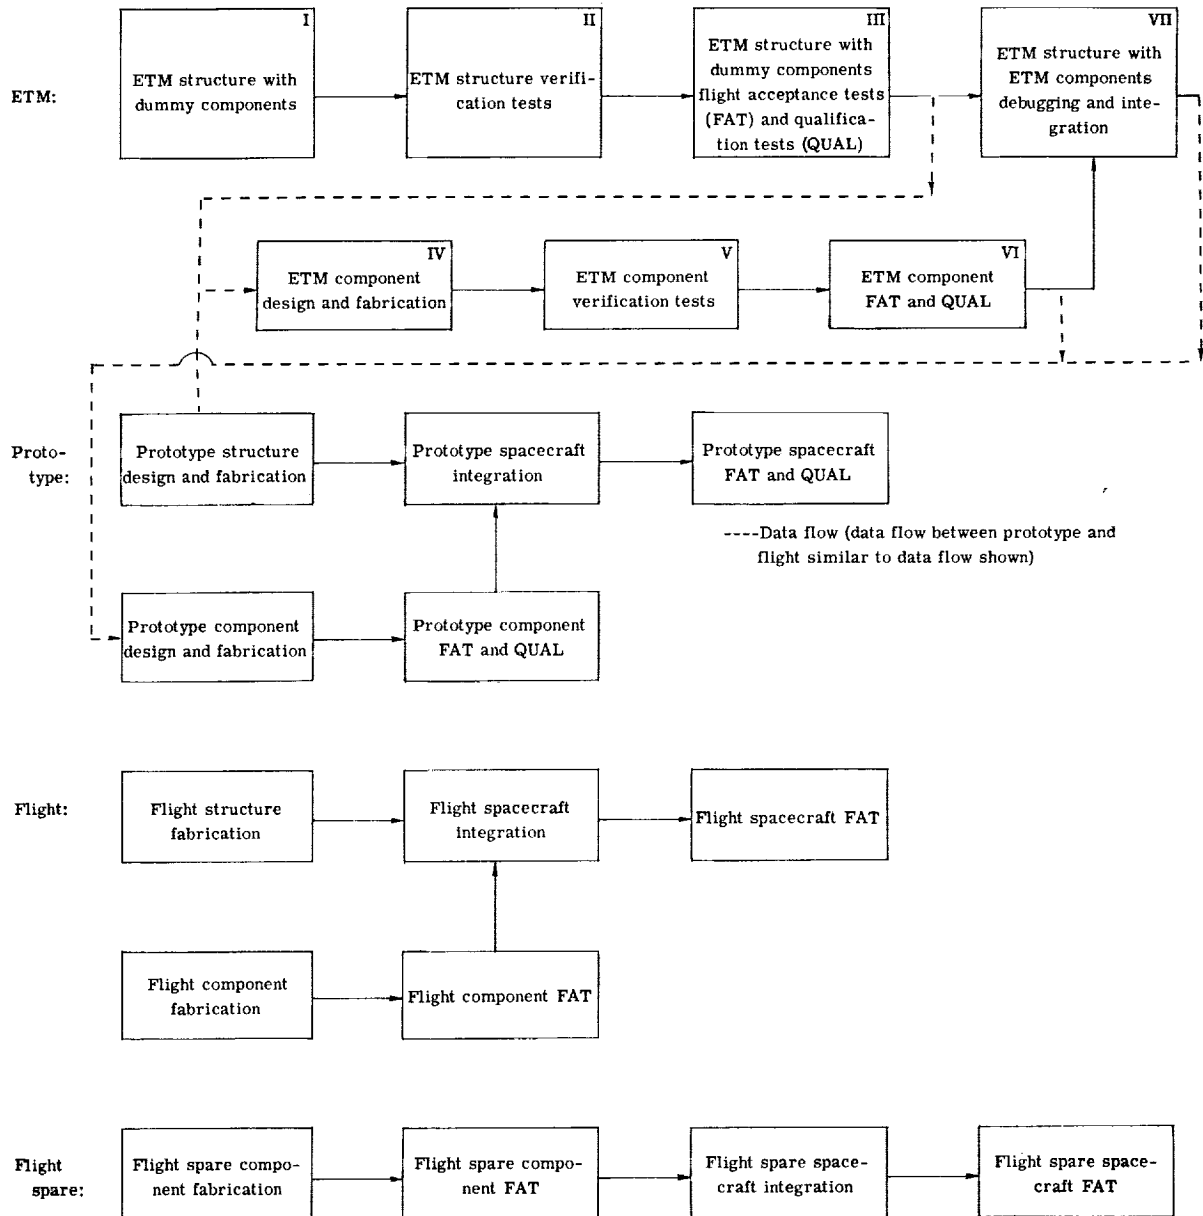 I
II
III
VII
ETM:
ETM structure with
dummy components
ETM structure verifi-
cation tests
ETM structure with
dummy components
flight acceptance tests
(FAT) and qualifica-
tion tests (QUAL)
ETM structure with
ETM components
debugging and inte-
gration
IV
ETM component
design and fabrication
V
ETM component
verification tests
VI
ETM component
FAT and QUAL
Proto-
type:
Prototype structure
design and fabrication
Prototype spacecraft
integration
Prototype spacecraft
FAT and QUAL
----Data flow (data flow between prototype and
flight similar to data flow shown)
Prototype component
design and fabrication
Prototype component
FAT and QUAL
Flight:
Flight structure
fabrication
Flight spacecraft
integration
Flight spacecraft FAT
Flight component
fabrication
Flight component FAT
Flight
spare:
Flight spare compo-
nent fabrication
Flight spare compo-
nent FAT
Flight spare space-
craft integration
Flight spare space-
craft FAT